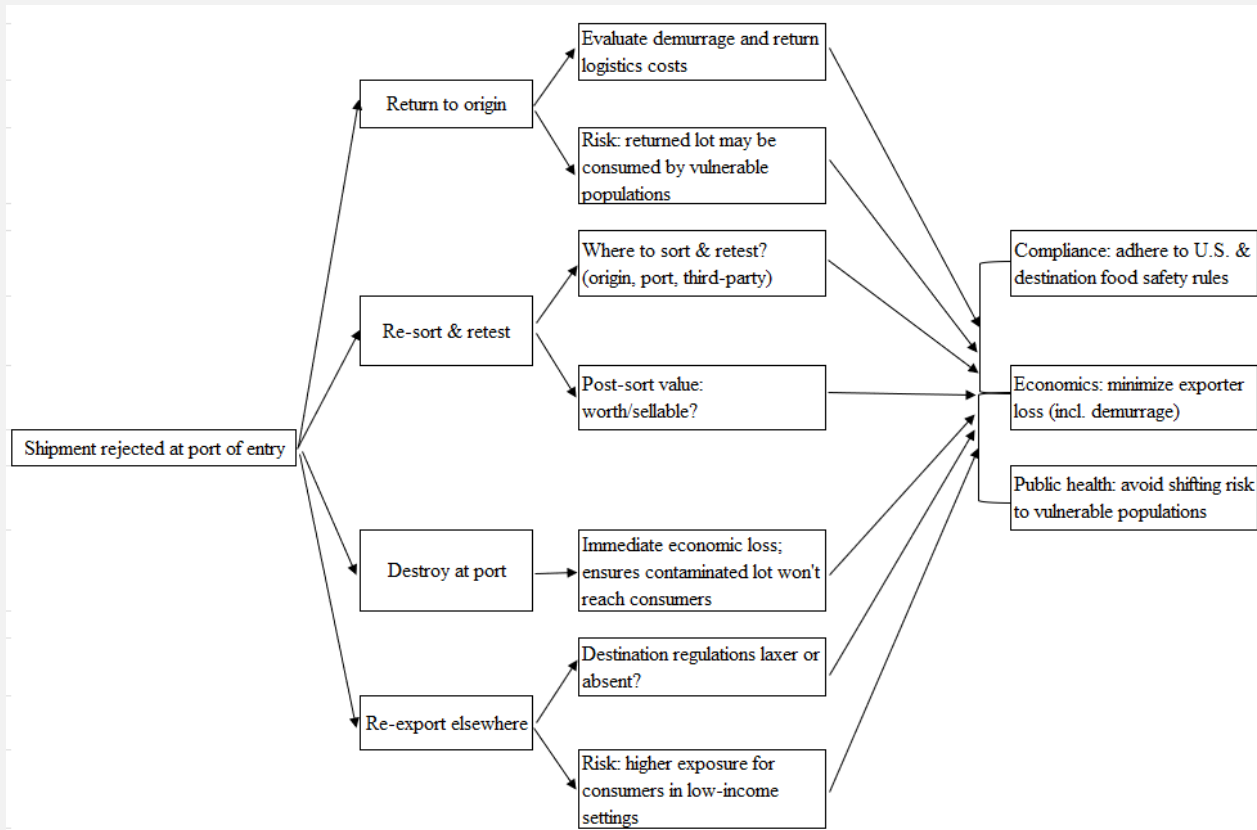 Shipment rejected at port of entry
Return to origin
Evaluate demurrage and return
logistics costs
Risk: returned lot may be
consumed by vulnerable
populations
Re-sort & retest
Where to sort & retest?
(origin, port, third-party)
Post-sort value:
worth/sellable?
Destroy at port
Immediate economic loss;
ensures contaminated lot won't
reach consumers
Re-export elsewhere
Destination regulations laxer or
absent?
Risk: higher exposure for
consumers in low-income
settings
Compliance: adhere to U.S. &
destination food safety rules
Economics: minimize exporter
loss (incl. demurrage)
Public health: avoid shifting risk
to vulnerable populations